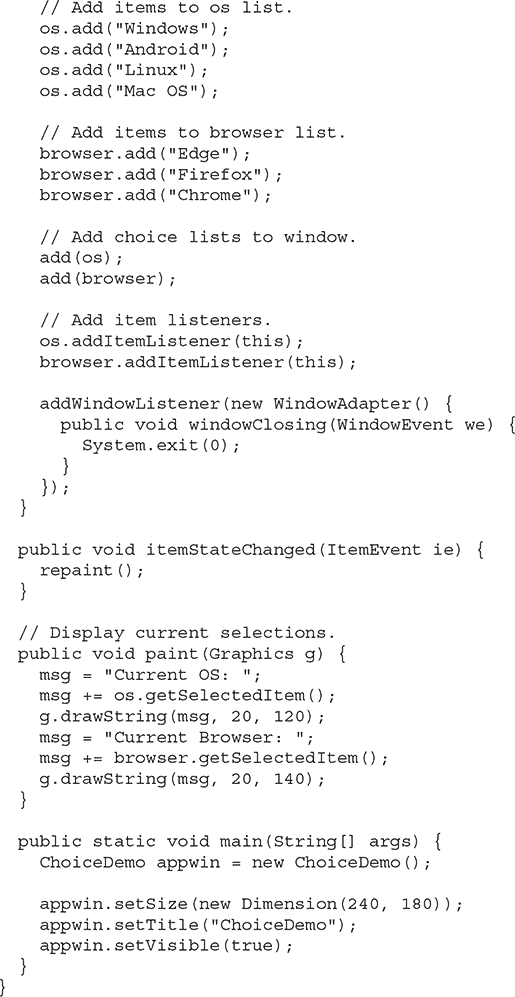 // Add items to os list.
    os.add("Windows");
    os.add("Android");
    os.add("Linux");
    os.add("Mac OS");

    // Add items to browser list.
    browser.add("Edge");
    browser.add("Firefox");
    browser.add("Chrome");

    // Add choice lists to window.
    add(os);
    add(browser);

    // Add item listeners.
    os.addItemListener(this);
    browser.addItemListener(this);

    addWindowListener(new WindowAdapter() {
      public void windowClosing(WindowEvent we) {
        System.exit(0);
      }
    });
  }

  public void itemStateChanged(ItemEvent ie) {
    repaint();
  }

  // Display current selections.
  public void paint(Graphics g) {
    msg = "Current OS: ";
    msg += os.getSelectedItem();
    g.drawString(msg, 20, 120);
    msg = "Current Browser: ";
    msg += browser.getSelectedItem();
    g.drawString(msg, 20, 140);
  }

  public static void main(String[] args) {
    ChoiceDemo appwin = new ChoiceDemo();

    appwin.setSize(new Dimension(240, 180));
    appwin.setTitle("ChoiceDemo");
    appwin.setVisible(true);
  }
}